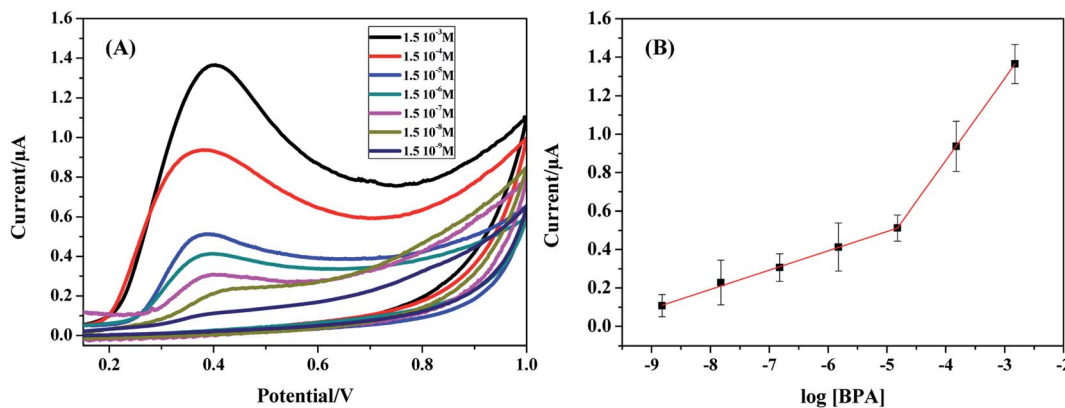 (A)
1.5 10⁻³M
1.5 10⁻⁴M
1.5 10⁻⁵M
1.5 10⁻⁶M
1.5 10⁻⁷M
1.5 10⁻⁸M
1.5 10⁻⁹M
Current/μA
1.6
1.4
1.2
1.0
0.8
0.6
0.4
0.2
0.0
0.2 0.4 0.6 0.8 1.0
Potential/V
(B)
Current/μA
1.6
1.4
1.2
1.0
0.8
0.6
0.4
0.2
0.0
-9 -8 -7 -6 -5 -4 -3 -2
log [BPA]